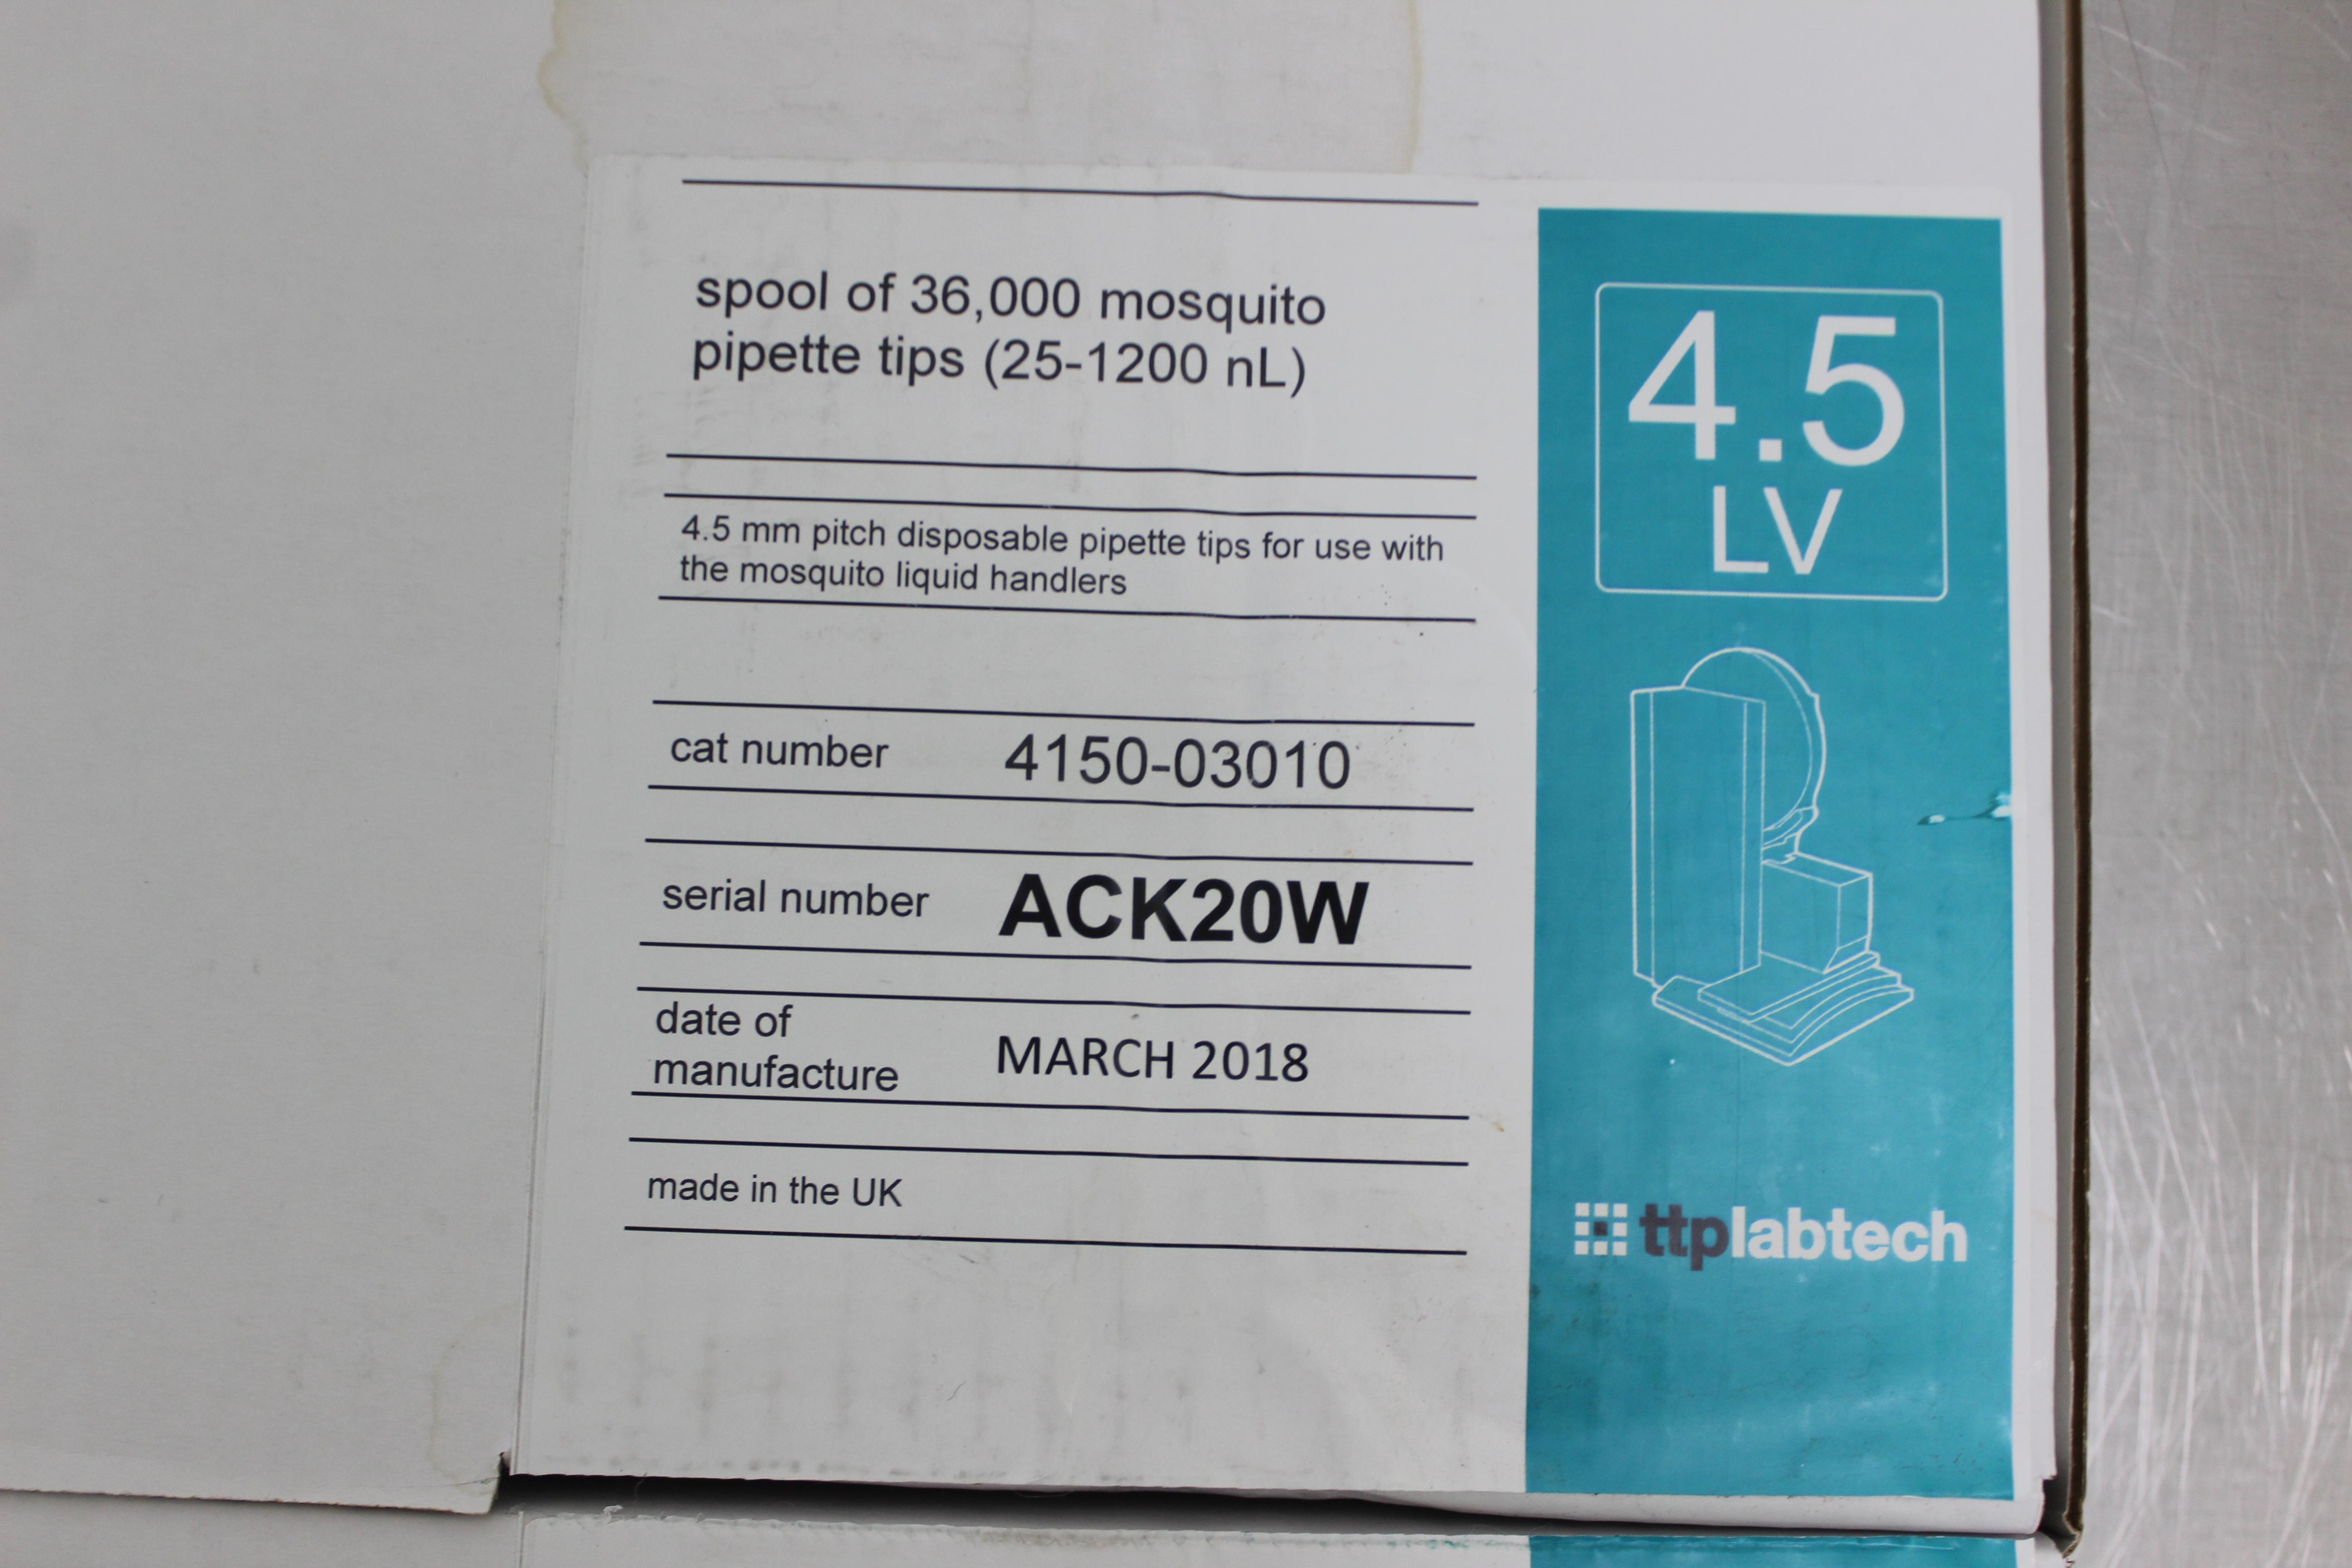 spool of 36,000 mosquito
pipette tips (25-1200 nL)
4.5 mm pitch disposable pipette tips for use with
the mosquito liquid handlers
cat number 4150-03010
serial number ACK20W
date of
manufacture MARCH 2018
made in the UK
4.5
LV
ttplabtech